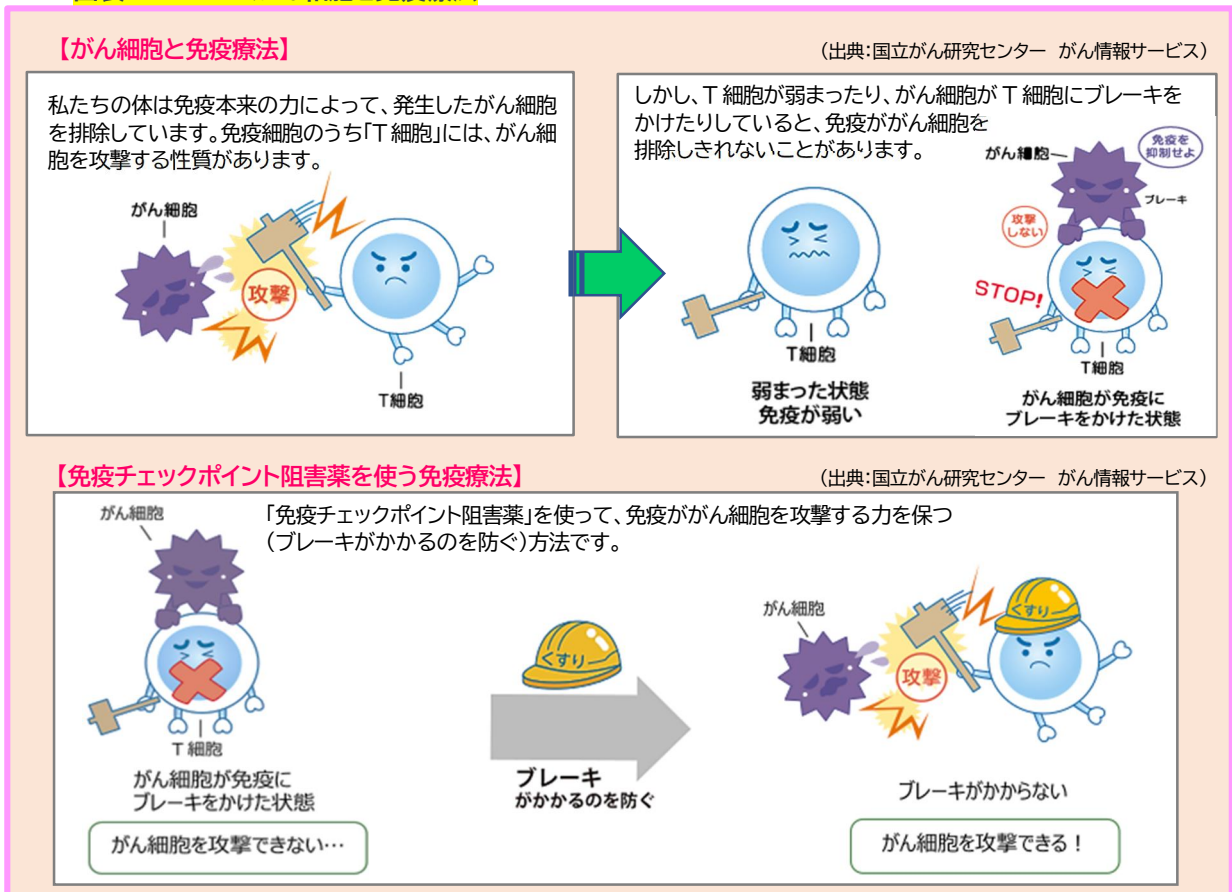 【がん細胞と免疫療法】
(出典:国立がん研究センター がん情報サービス)
私たちの体は免疫本来の力によって、発生したがん細胞
を排除しています。免疫細胞のうち「T細胞」には、がん細
胞を攻撃する性質があります。
がん細胞
攻撃
T細胞
しかし、T 細胞が弱まったり、がん細胞が T 細胞にブレーキを
かけたりしていると、免疫ががん細胞を
排除しきれないことがあります。
がん細胞
免疫を
抑制せよ
ブレーキ
攻撃
しない
STOP!
T細胞
弱まった状態
免疫が弱い
T細胞
がん細胞が免疫に
ブレーキをかけた状態
【免疫チェックポイント阻害薬を使う免疫療法】
(出典:国立がん研究センター がん情報サービス)
「免疫チェックポイント阻害薬」を使って、免疫ががん細胞を攻撃する力を保つ
(ブレーキがかかるのを防ぐ)方法です。
がん細胞
T 細胞
がん細胞が免疫に
ブレーキをかけた状態
がん細胞を攻撃できない…
くすり
ブレーキ
がかかるのを防ぐ
がん細胞
くすり
攻撃
ブレーキがかからない
がん細胞を攻撃できる!